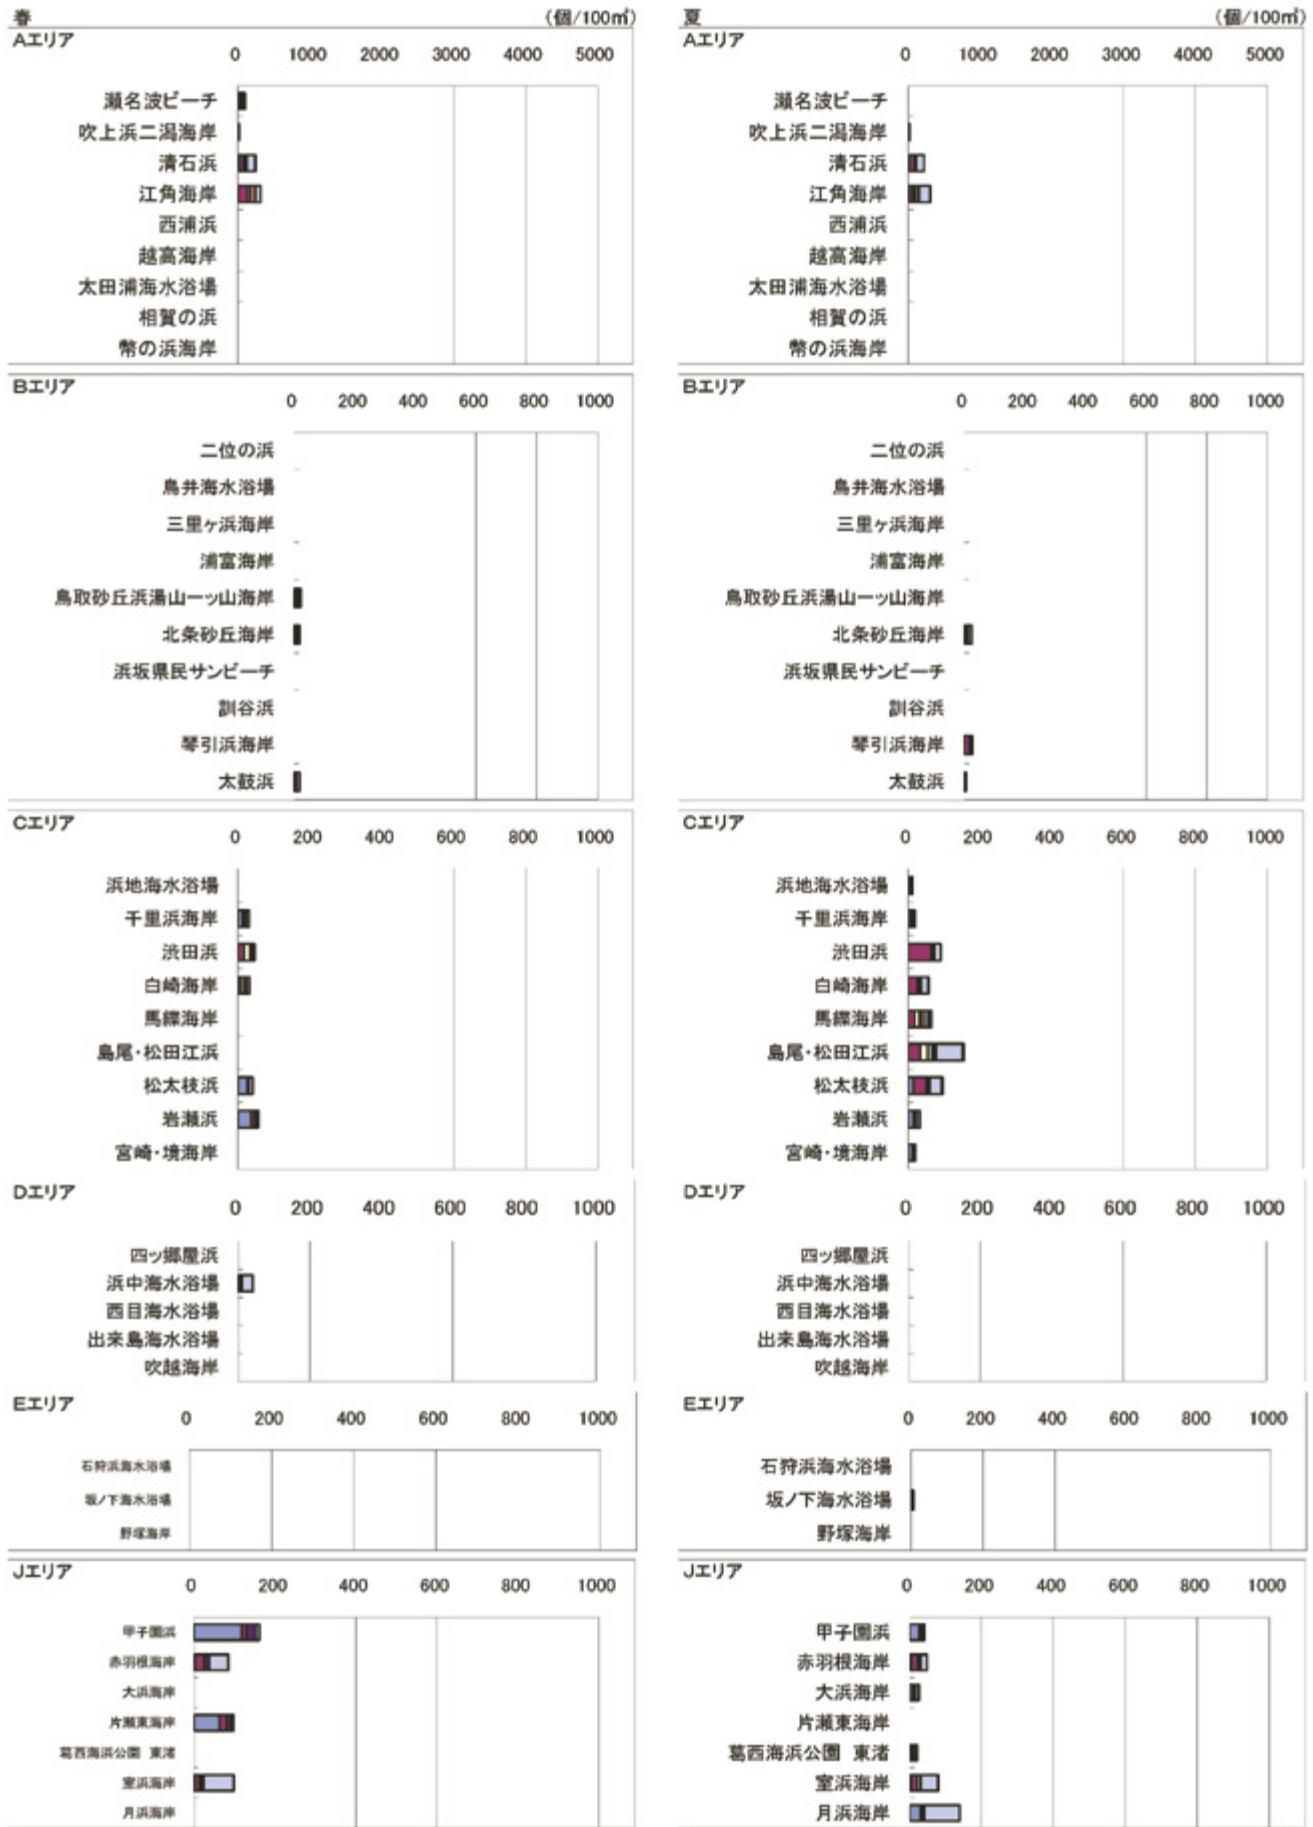 春 (個/100㎡)
Aエリア
0 1000 2000 3000 4000 5000
瀬名波ビーチ
吹上浜二潟海岸
清石浜
江角海岸
西浦浜
越高海岸
太田浦海水浴場
相賀の浜
幣の浜海岸
Bエリア
0 200 400 600 800 1000
二位の浜
鳥井海水浴場
三里ヶ浜海岸
浦富海岸
鳥取砂丘浜湯山一ッ山海岸
北条砂丘海岸
浜坂県民サンビーチ
訓谷浜
琴引浜海岸
太鼓浜
Cエリア
0 200 400 600 800 1000
浜地海水浴場
千里浜海岸
渋田浜
白崎海岸
馬緤海岸
島尾・松田江浜
松太枝浜
岩瀬浜
宮崎・境海岸
Dエリア
0 200 400 600 800 1000
四ッ郷屋浜
浜中海水浴場
西目海水浴場
出来島海水浴場
吹越海岸
Eエリア
0 200 400 600 800 1000
石狩浜海水浴場
坂ノ下海水浴場
野塚海岸
Jエリア
0 200 400 600 800 1000
甲子園浜
赤羽根海岸
大浜海岸
片瀬東海岸
葛西海浜公園 東渚
室浜海岸
月浜海岸
夏 (個/100㎡)
Aエリア
0 1000 2000 3000 4000 5000
瀬名波ビーチ
吹上浜二潟海岸
清石浜
江角海岸
西浦浜
越高海岸
太田浦海水浴場
相賀の浜
幣の浜海岸
Bエリア
0 200 400 600 800 1000
二位の浜
鳥井海水浴場
三里ヶ浜海岸
浦富海岸
鳥取砂丘浜湯山一ッ山海岸
北条砂丘海岸
浜坂県民サンビーチ
訓谷浜
琴引浜海岸
太鼓浜
Cエリア
0 200 400 600 800 1000
浜地海水浴場
千里浜海岸
渋田浜
白崎海岸
馬緤海岸
島尾・松田江浜
松太枝浜
岩瀬浜
宮崎・境海岸
Dエリア
0 200 400 600 800 1000
四ッ郷屋浜
浜中海水浴場
西目海水浴場
出来島海水浴場
吹越海岸
Eエリア
0 200 400 600 800 1000
石狩浜海水浴場
坂ノ下海水浴場
野塚海岸
Jエリア
0 200 400 600 800 1000
甲子園浜
赤羽根海岸
大浜海岸
片瀬東海岸
葛西海浜公園 東渚
室浜海岸
月浜海岸